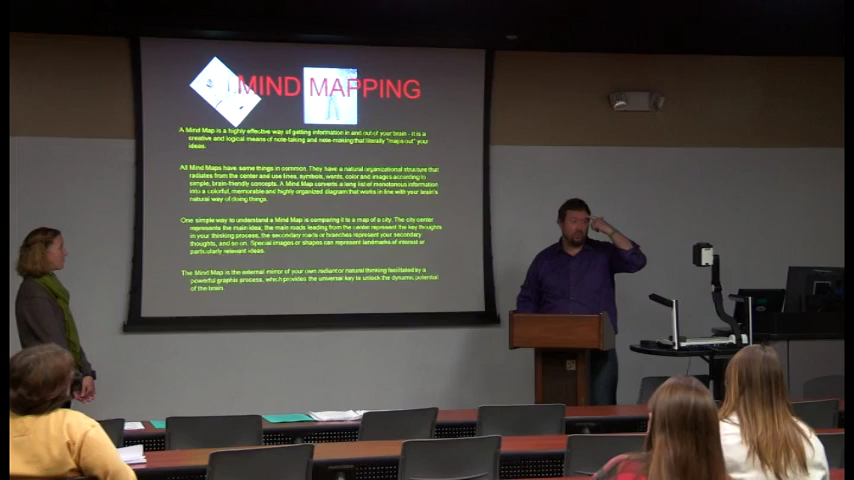 MIND MAPPING
A Mind Map is a highly effective way of getting information in and out of your brain - it is a
creative and logical means of note-taking and note-making that literally "maps out" your
ideas.
All Mind Maps have some things in common. They have a natural organizational structure that
radiates from the center and use lines, symbols, words, color and images according to
simple, brain-friendly concepts. A Mind Map converts a long list of monotonous information
into a colorful, memorable and highly organized diagram that works in line with your brain's
natural way of doing things.
One simple way to understand a Mind Map is comparing it to a map of a city. The city center
represents the main idea; the main roads leading from the center represent the key thoughts
in your thinking process; the secondary roads or branches represent your secondary
thoughts, and so on. Special images or shapes can represent landmarks of interest or
particularly relevant ideas.
The Mind Map is the external mirror of your own radiant or natural thinking facilitated by a
powerful graphic process, which provides the universal key to unlock the dynamic potential
of the brain.